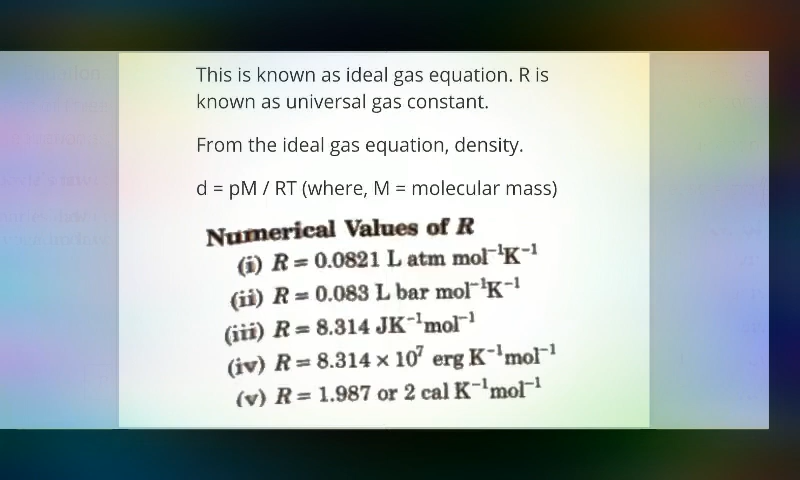 This is known as ideal gas equation. R is
known as universal gas constant.
From the ideal gas equation, density.
d = pM / RT (where, M = molecular mass)
Numerical Values of R
(i) R = 0.0821 L atm mol⁻¹K⁻¹
(ii) R = 0.083 L bar mol⁻¹K⁻¹
(iii) R = 8.314 JK⁻¹mol⁻¹
(iv) R = 8.314 × 10⁷ erg K⁻¹mol⁻¹
(v) R = 1.987 or 2 cal K⁻¹mol⁻¹